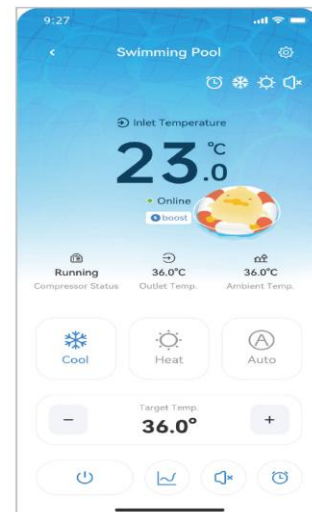 9:27
Swimming Pool
Inlet Temperature
23.0 °C
Online
boost
Running 36.0°C 36.0°C
Compressor Status Outlet Temp. Ambient Temp.
Cool Heat A Auto
Target Temp.
− 36.0° +